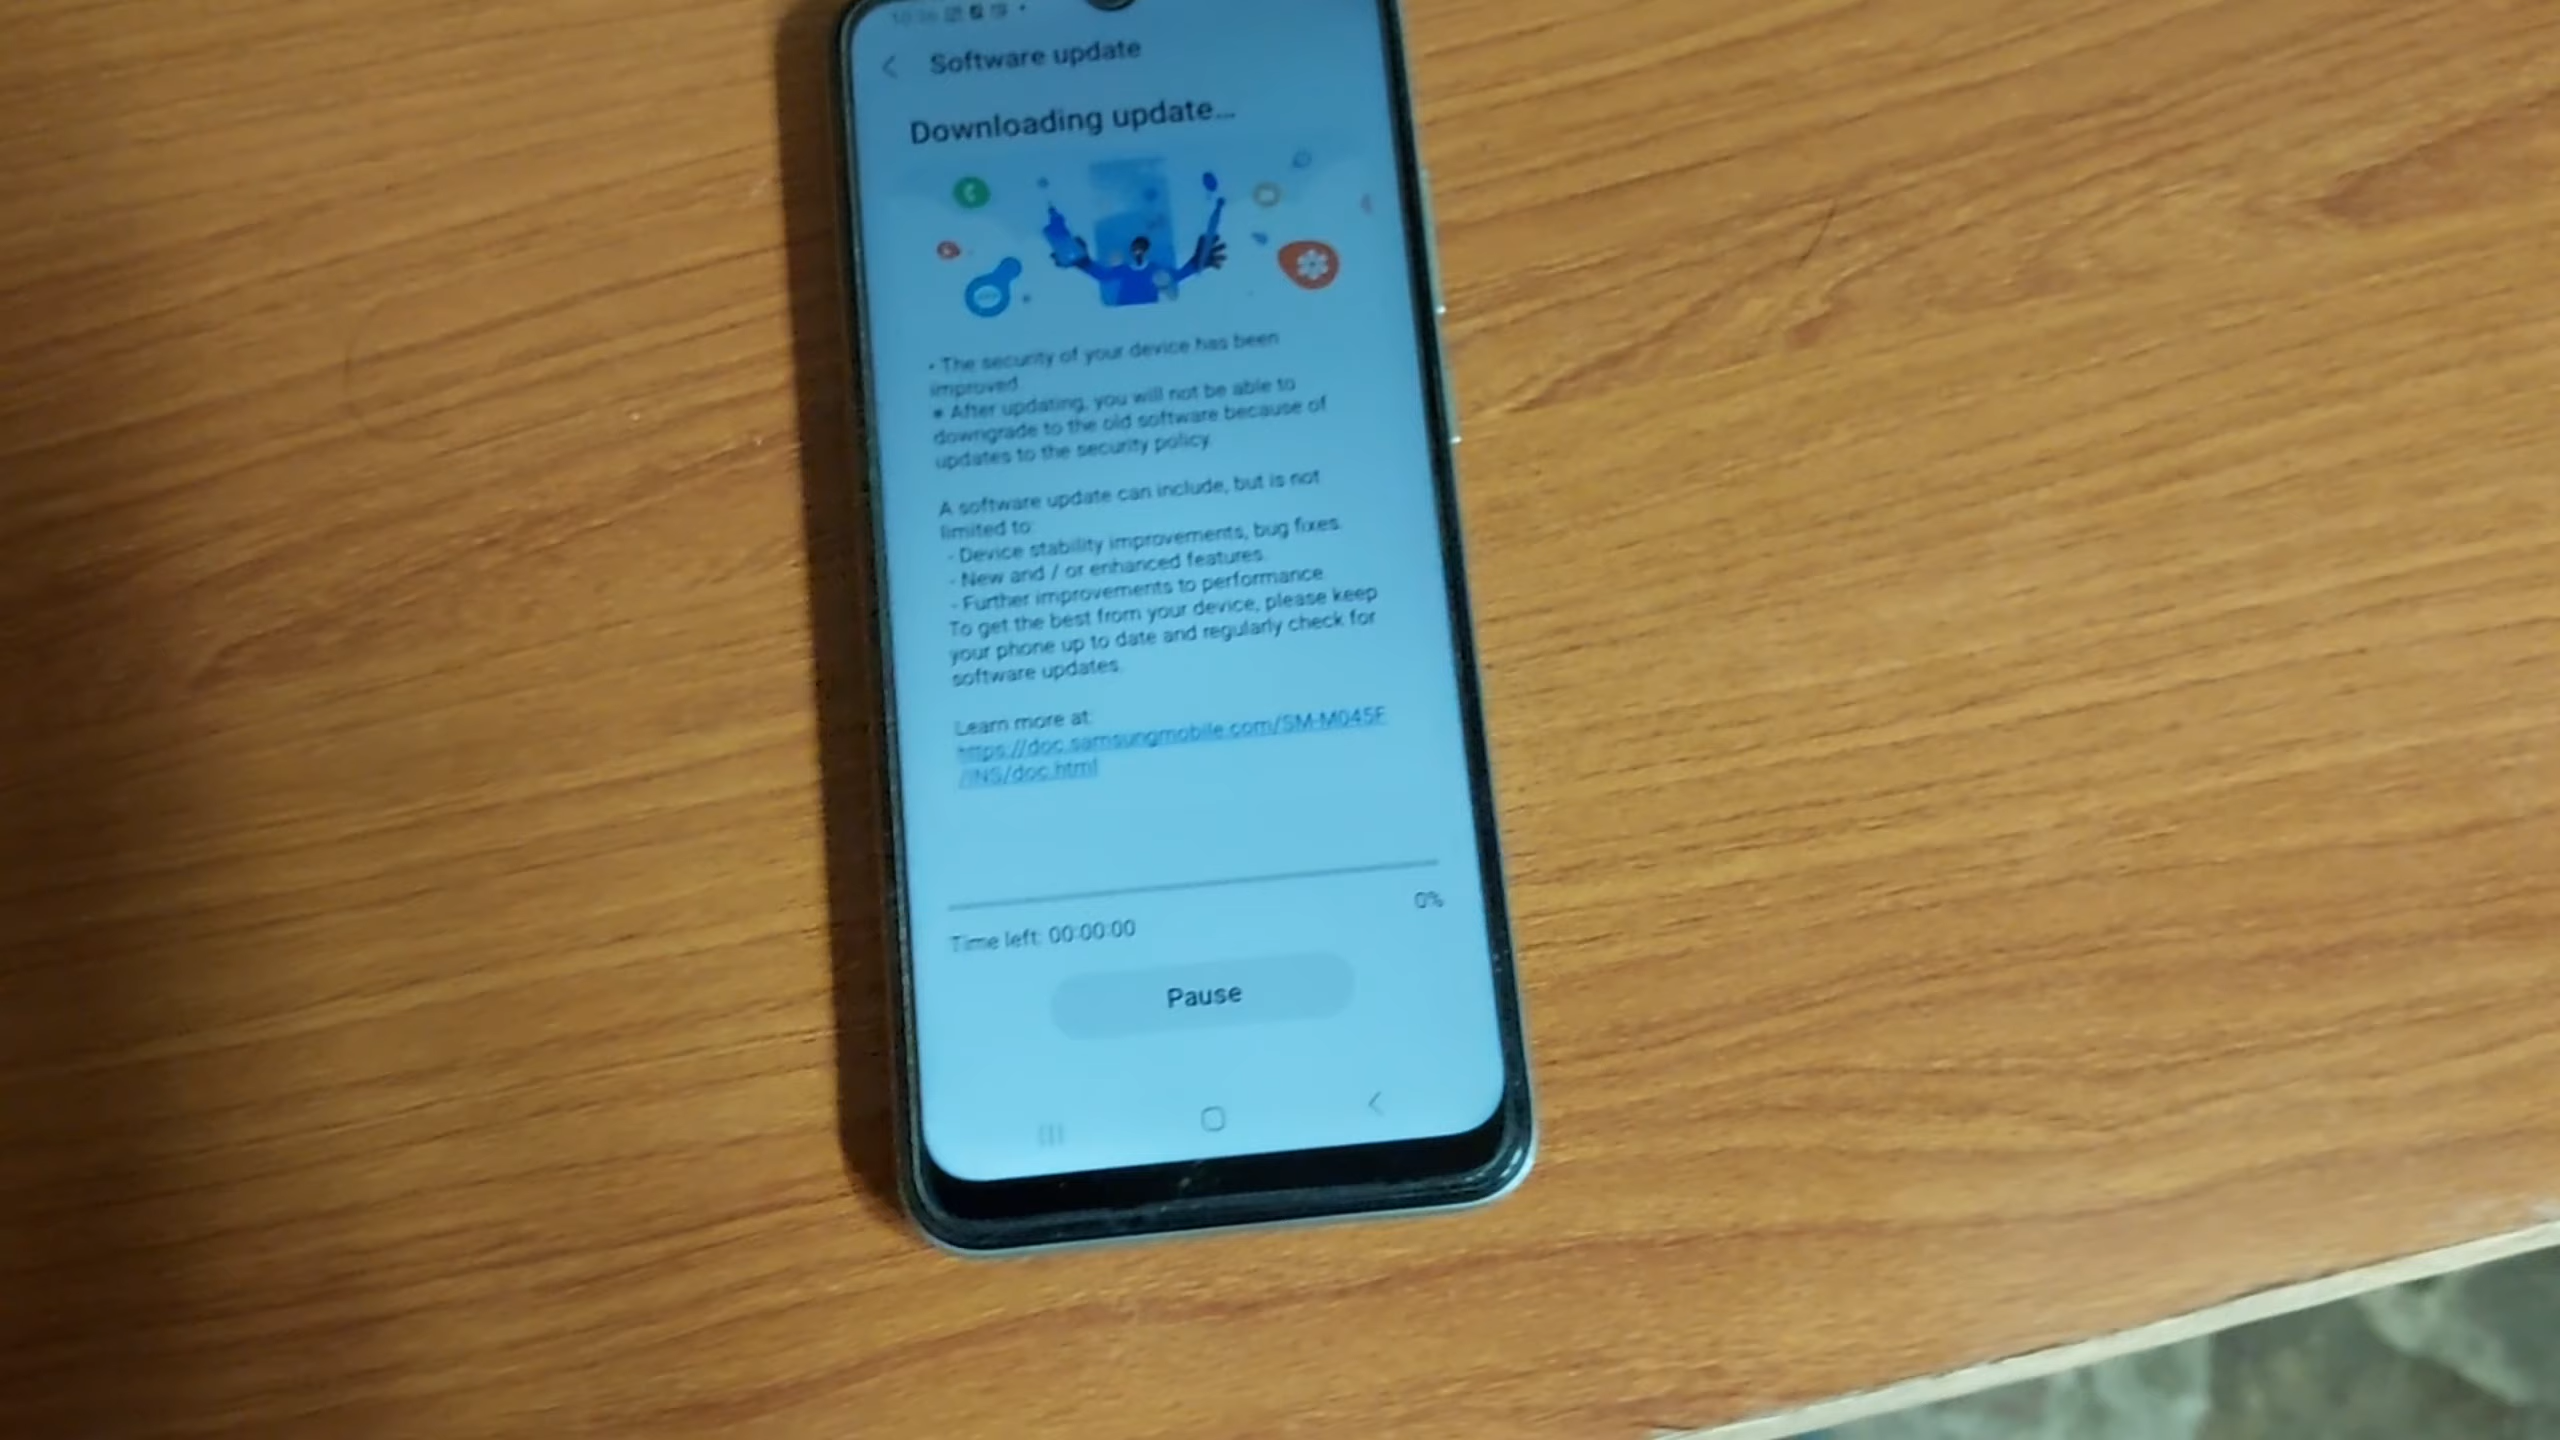 Software update
Downloading update...
• The security of your device has been
improved.
• After updating, you will not be able to
downgrade to the old software because of
updates to the security policy.
A software update can include, but is not
limited to:
- Device stability improvements, bug fixes.
- New and / or enhanced features.
- Further improvements to performance.
To get the best from your device, please keep
your phone up to date and regularly check for
software updates.
Learn more at:
https://doc.samsungmobile.com/SM-M045F
/INS/doc.html
0%
Time left: 00:00:00
Pause